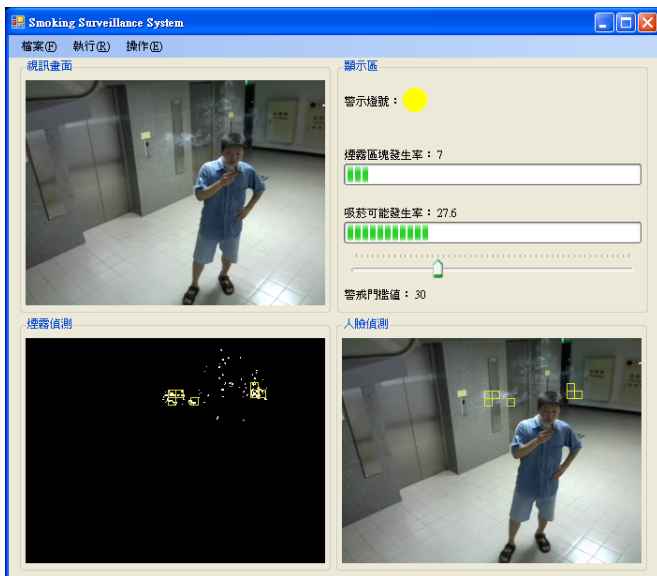 Smoking Surveillance System
檔案(F) 執行(R) 操作(E)
視訊畫面
顯示區
警示燈號：
煙霧區塊發生率：7
吸菸可能發生率：27.6
警戒門檻值：30
煙霧偵測
人臉偵測